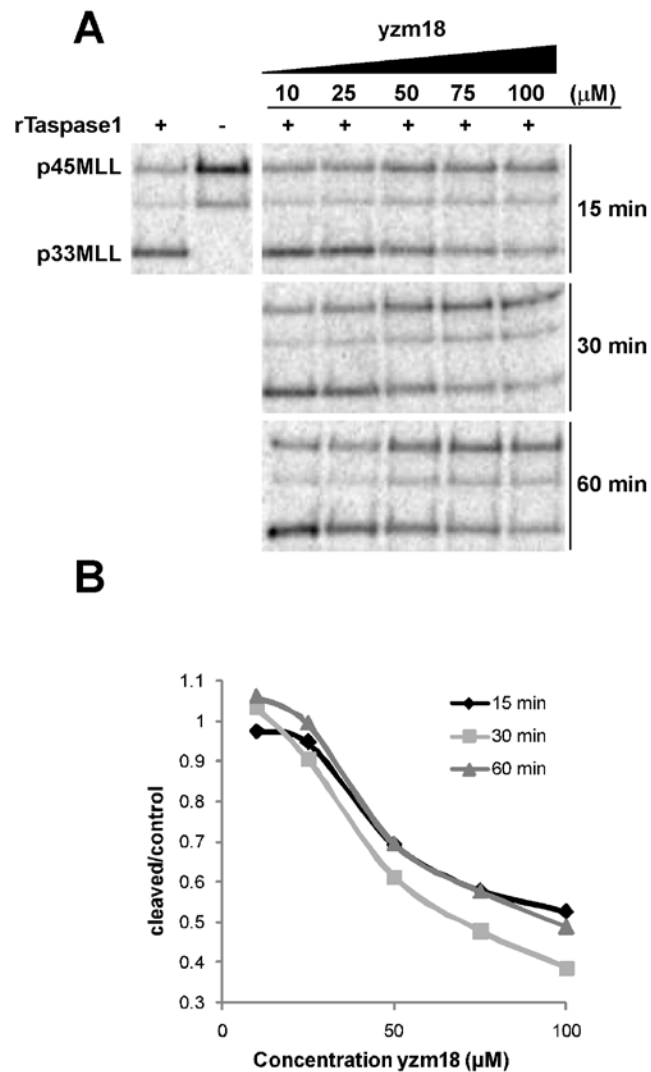 A
yzm18
10 25 50 75 100 (µM)
rTaspase1 + - + + + + +
p45MLL
15 min
p33MLL
30 min
60 min
B
1.1
15 min
1
30 min
0.9
60 min
0.8
0.7
0.6
0.5
0.4
0.3
cleaved/control
0 50 100
Concentration yzm18 (µM)